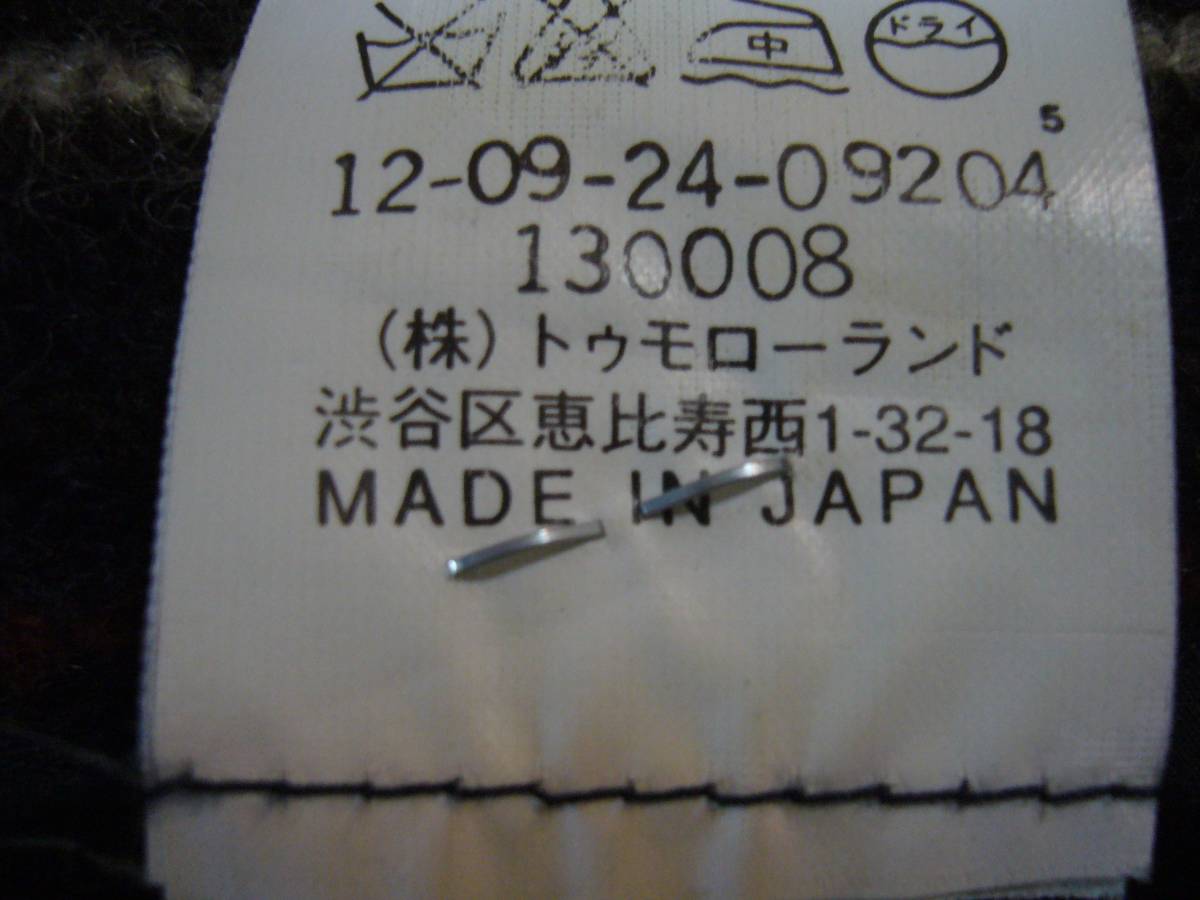 中 ドライ
5
12-09-24-09204
130008
(株)トゥモローランド
渋谷区恵比寿西1-32-18
MADE IN JAPAN